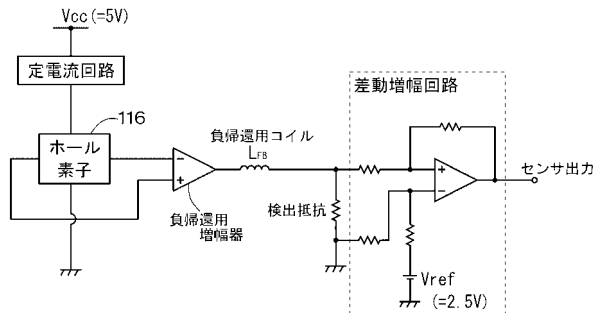 Vcc(=5V)
定電流回路
116
ホール
素子
−
+
負帰還用コイル
LFB
負帰還用
増幅器
検出抵抗
差動増幅回路
+
−
センサ出力
Vref
(=2.5V)